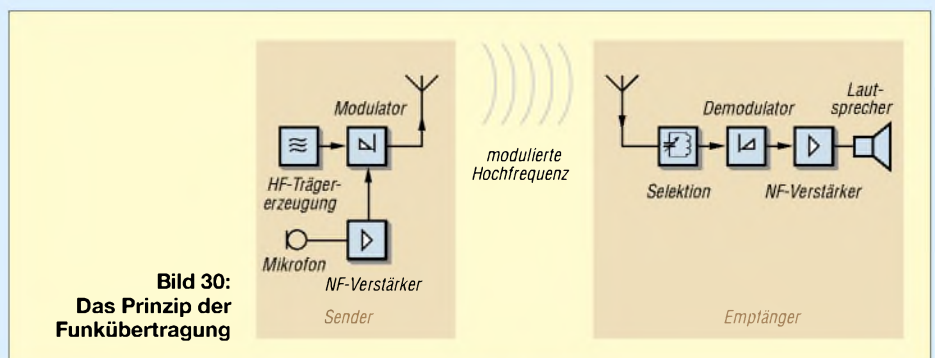 Modulator
HF-Träger-
erzeugung
Mikrofon
NF-Verstärker
Sender
modulierte
Hochfrequenz
Laut-
sprecher
Demodulator
Selektion
NF-Verstärker
Empfänger
Bild 30:
Das Prinzip der
Funkübertragung